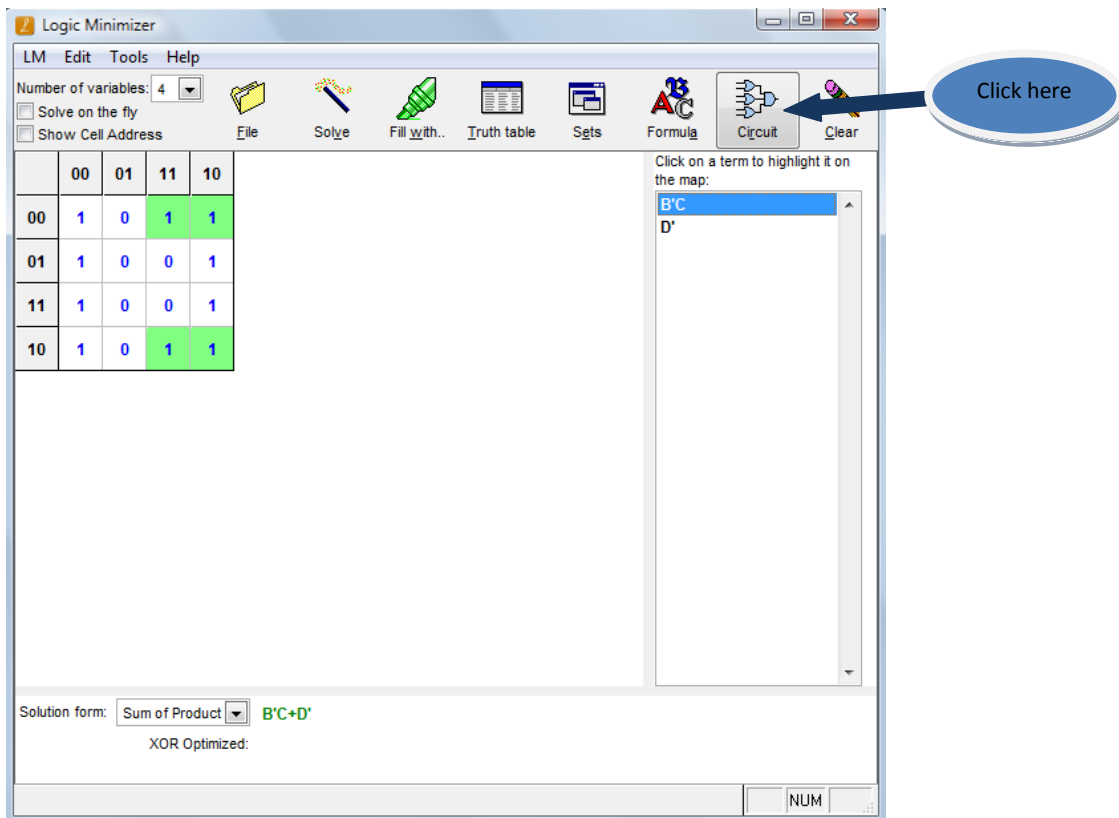 Logic Minimizer
LM Edit Tools Help
Number of variables: 4
Solve on the fly
Show Cell Address
File Solve Fill with.. Truth table Sets Formula Circuit Clear
Click here
00 01 11 10
00 1 0 1 1
01 1 0 0 1
11 1 0 0 1
10 1 0 1 1
Click on a term to highlight it on
the map:
B'C
D'
Solution form: Sum of Product B'C+D'
XOR Optimized:
NUM